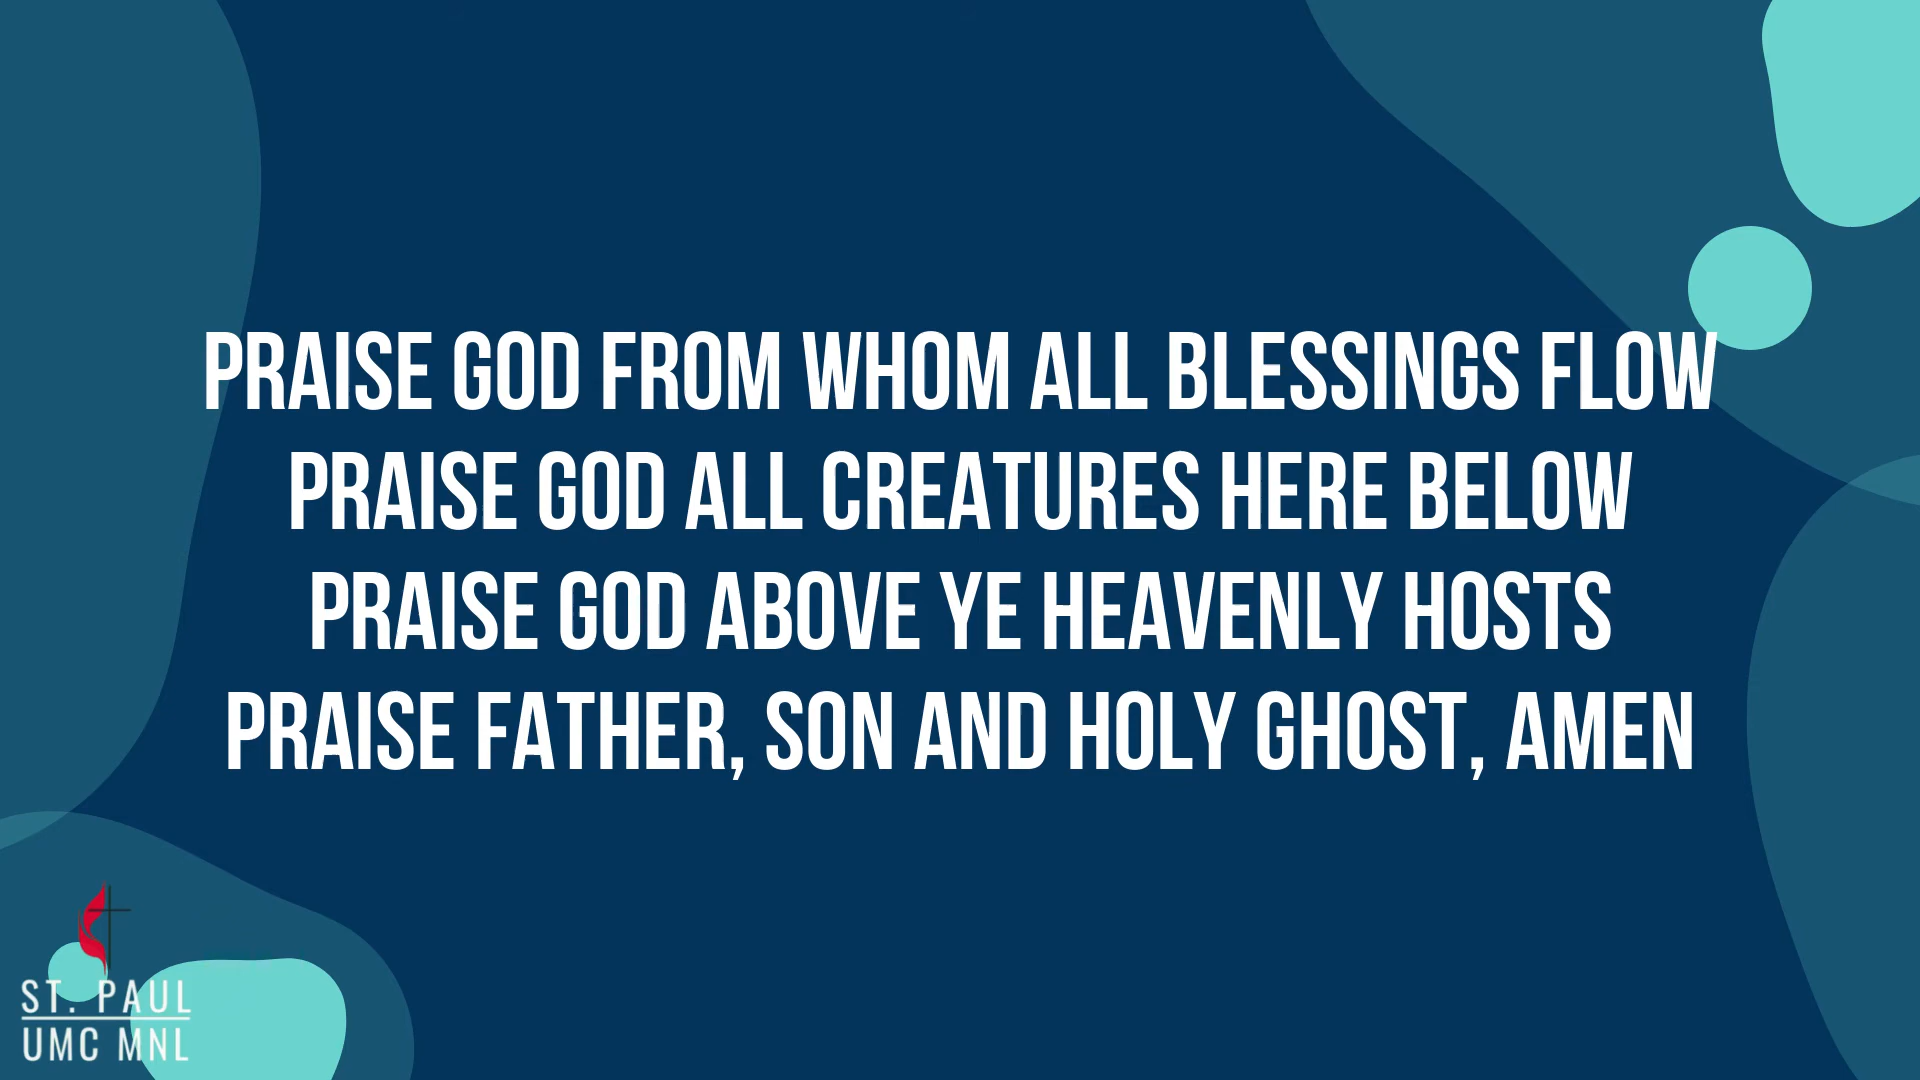 PRAISE GOD FROM WHOM ALL BLESSINGS FLOW
PRAISE GOD ALL CREATURES HERE BELOW
PRAISE GOD ABOVE YE HEAVENLY HOSTS
PRAISE FATHER, SON AND HOLY GHOST, AMEN
ST. PAUL
UMC MNL